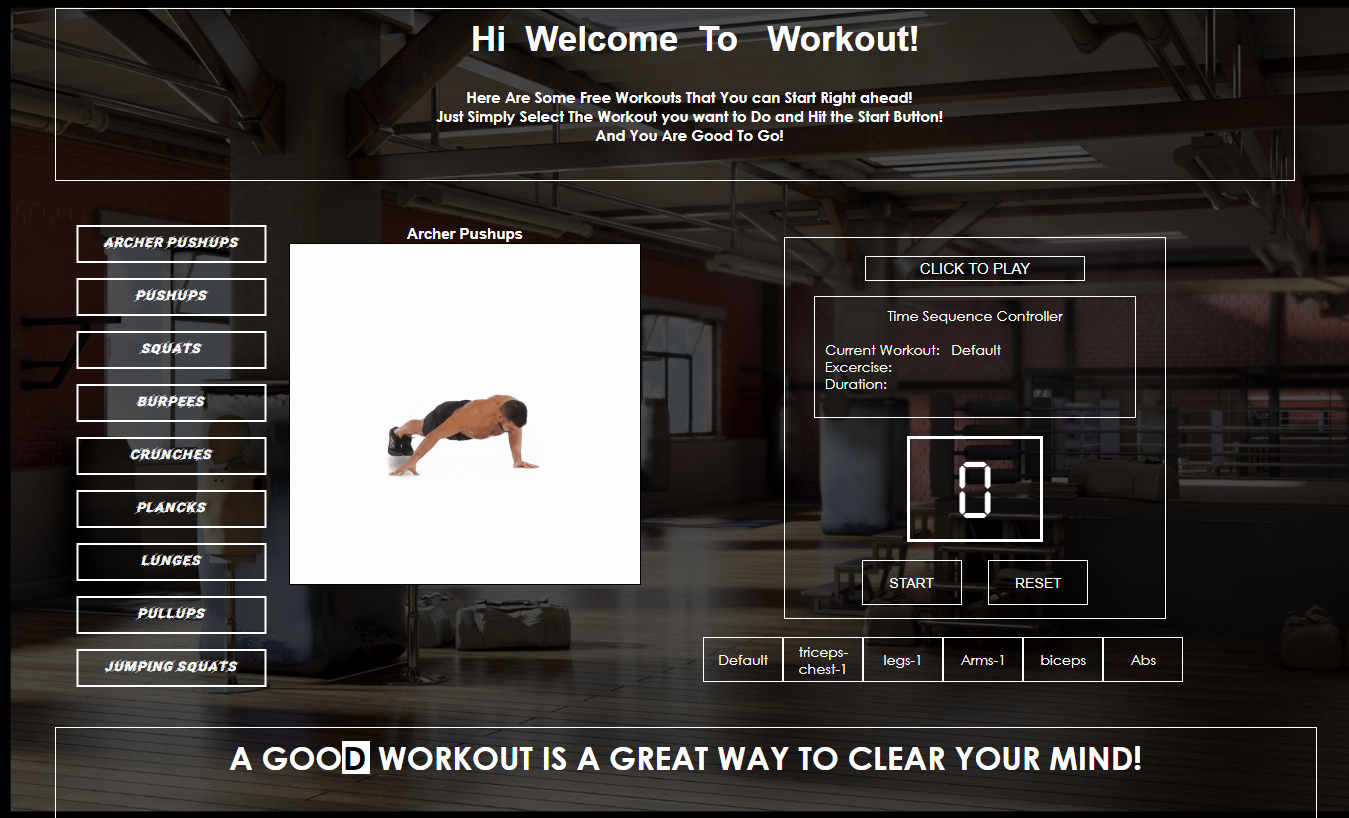 Hi Welcome To Workout!
Here Are Some Free Workouts That You can Start Right ahead!
Just Simply Select The Workout you want to Do and Hit the Start Button!
And You Are Good To Go!
ARCHER PUSHUPS
PUSHUPS
SQUATS
BURPEES
CRUNCHES
PLANCKS
LUNGES
PULLUPS
JUMPING SQUATS
Archer Pushups
CLICK TO PLAY
Time Sequence Controller
Current Workout: Default
Excercise:
Duration:
0
START
RESET
Default
triceps-
chest-1
legs-1
Arms-1
biceps
Abs
A GOOD WORKOUT IS A GREAT WAY TO CLEAR YOUR MIND!